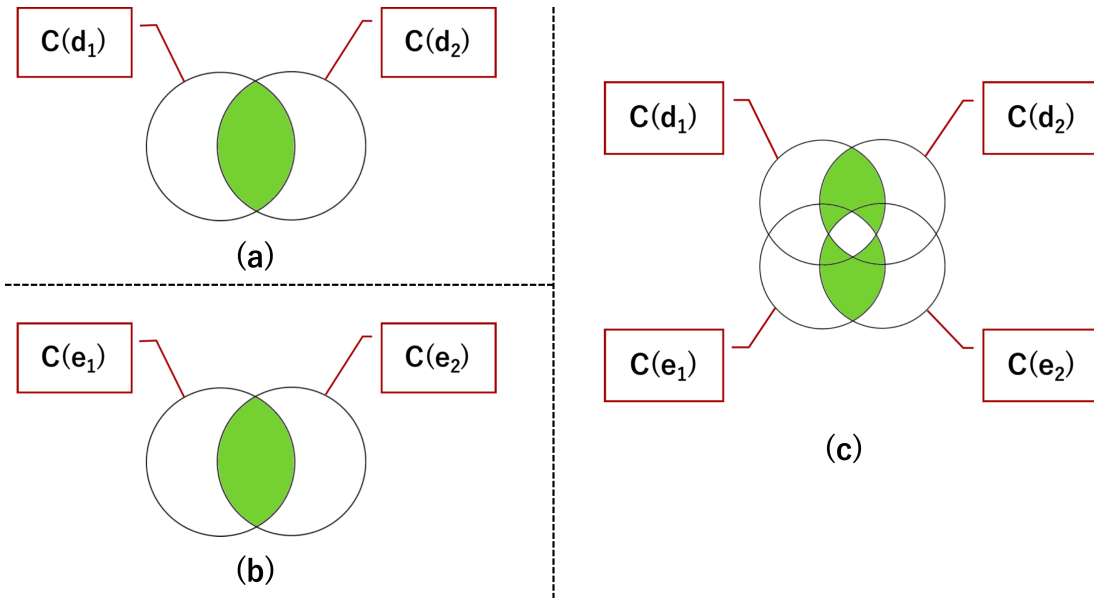 C(d₁)
C(d₂)
(a)
C(e₁)
C(e₂)
(b)
C(d₁)
C(d₂)
C(e₁)
C(e₂)
(c)